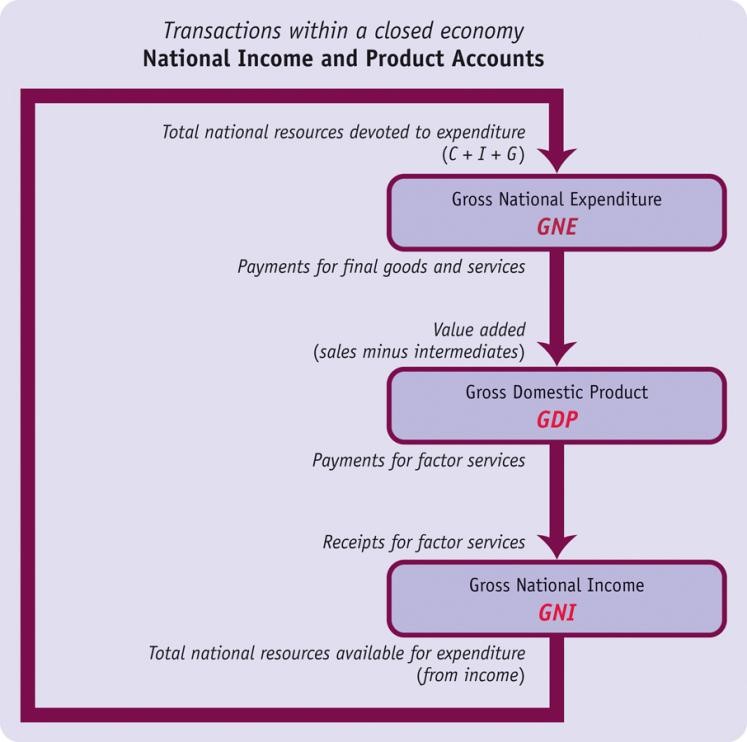 Transactions within a closed economy
National Income and Product Accounts
Total national resources devoted to expenditure
(C + I + G)
Gross National Expenditure
GNE
Payments for final goods and services
Value added
(sales minus intermediates)
Gross Domestic Product
GDP
Payments for factor services
Receipts for factor services
Gross National Income
GNI
Total national resources available for expenditure
(from income)